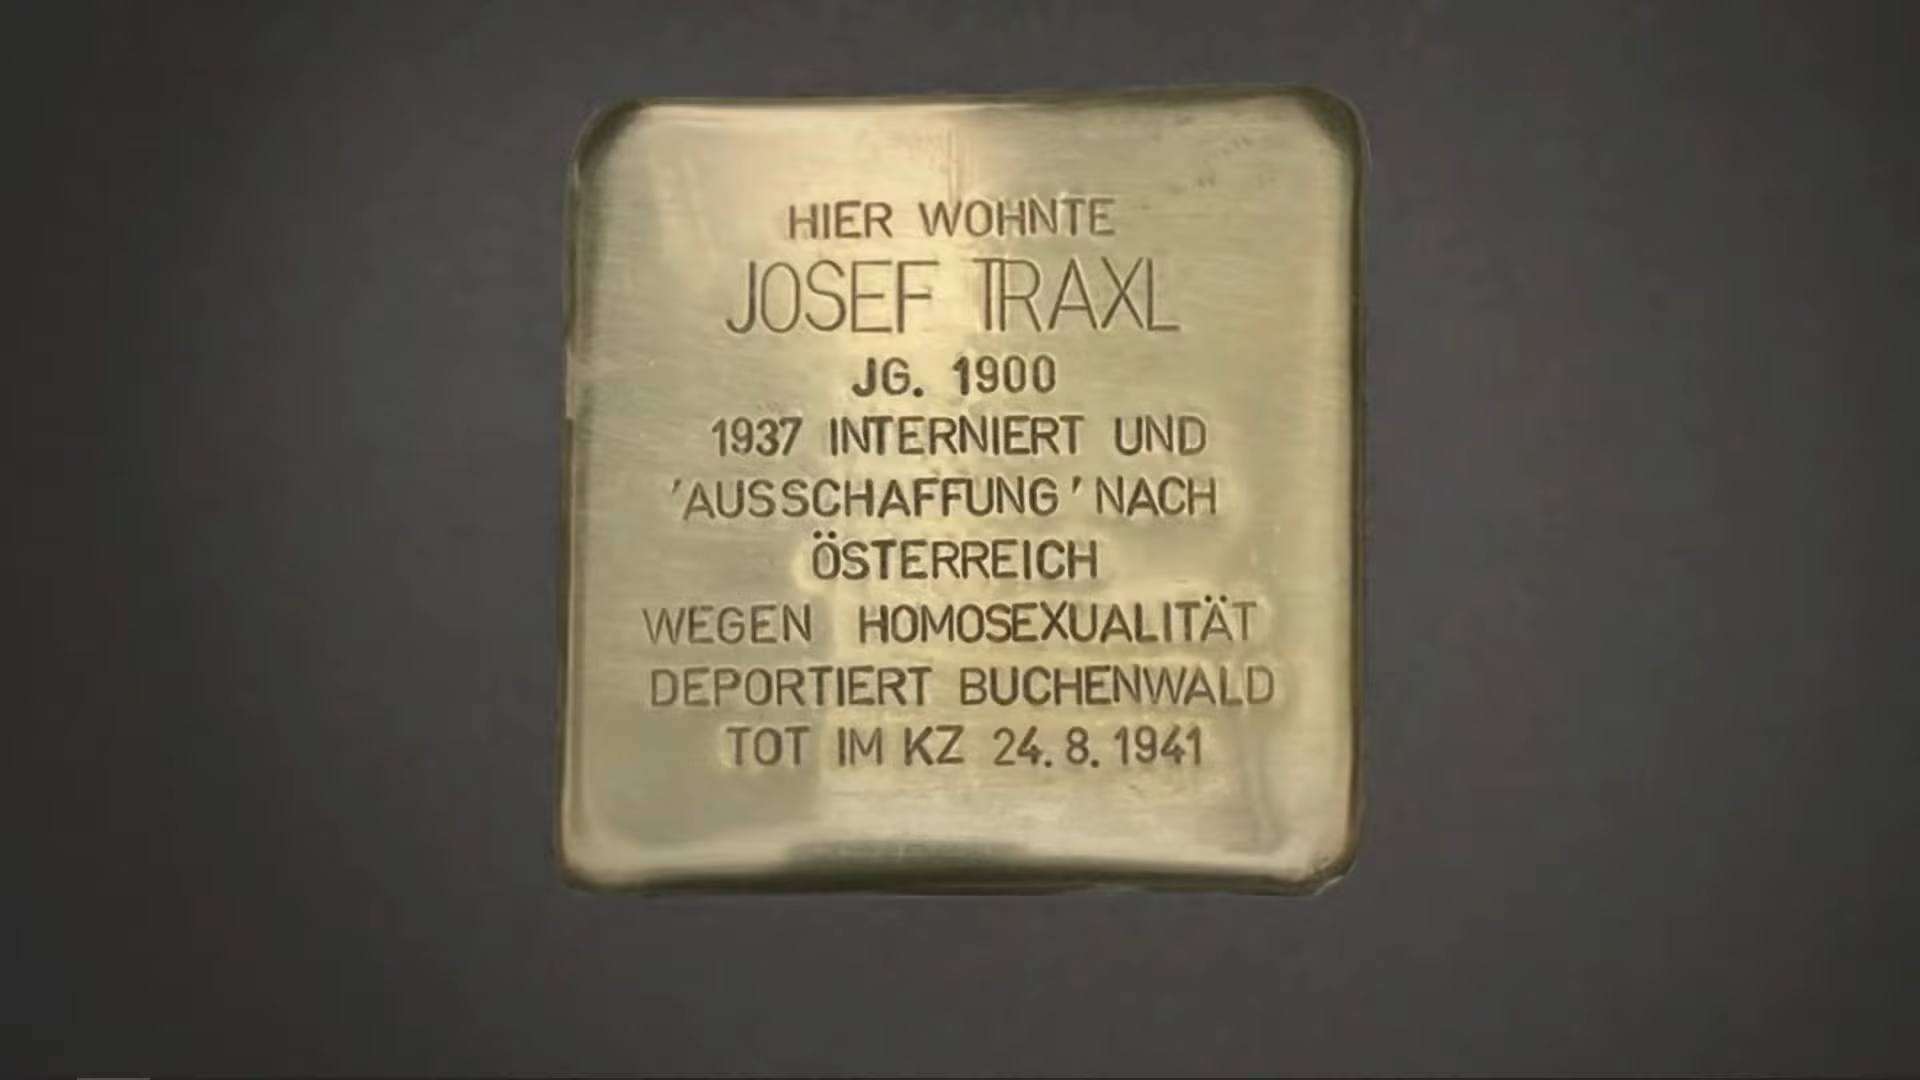 HIER WOHNTE
JOSEF TRAXL
JG. 1900
1937 INTERNIERT UND
'AUSSCHAFFUNG' NACH
ÖSTERREICH
WEGEN HOMOSEXUALITÄT
DEPORTIERT BUCHENWALD
TOT IM KZ 24.8.1941